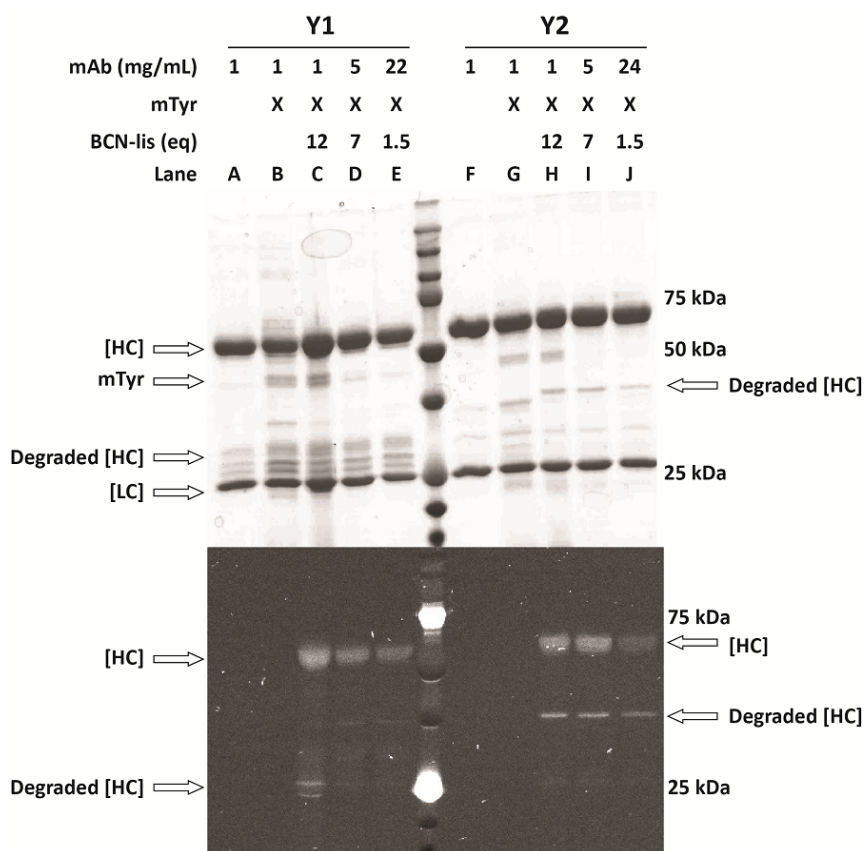 Y1 Y2
mAb (mg/mL) 1 1 1 5 22 1 1 1 5 24
mTyr X X X X X X X X
BCN-lis (eq) 12 7 1.5 12 7 1.5
Lane A B C D E F G H I J
75 kDa
[HC] 50 kDa
mTyr Degraded [HC]
Degraded [HC]
[LC] 25 kDa
75 kDa
[HC] [HC]
Degraded [HC]
Degraded [HC] 25 kDa